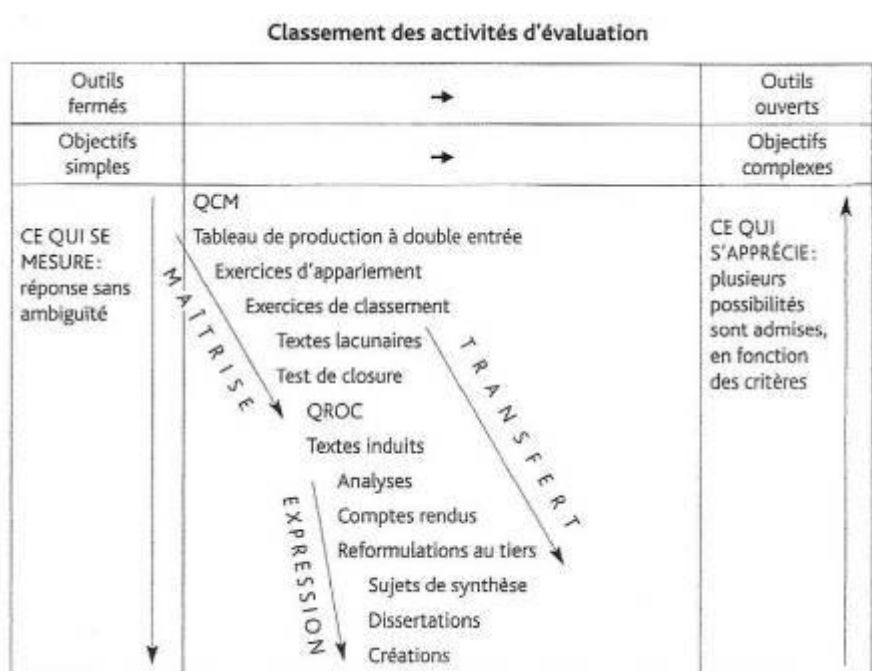 Classement des activités d'évaluation
Outils fermés
→
Outils ouverts
Objectifs simples
→
Objectifs complexes
CE QUI SE
MESURE :
réponse sans
ambiguïté
MAÎTRISE
QCM
Tableau de production à double entrée
Exercices d'appariement
Exercices de classement
Textes lacunaires
Test de closure
QROC
Textes induits
Analyses
Comptes rendus
Reformulations au tiers
Sujets de synthèse
Dissertations
Créations
EXPRESSION
TRANSFERT
CE QUI
S'APPRÉCIE :
plusieurs
possibilités
sont admises,
en fonction
des critères